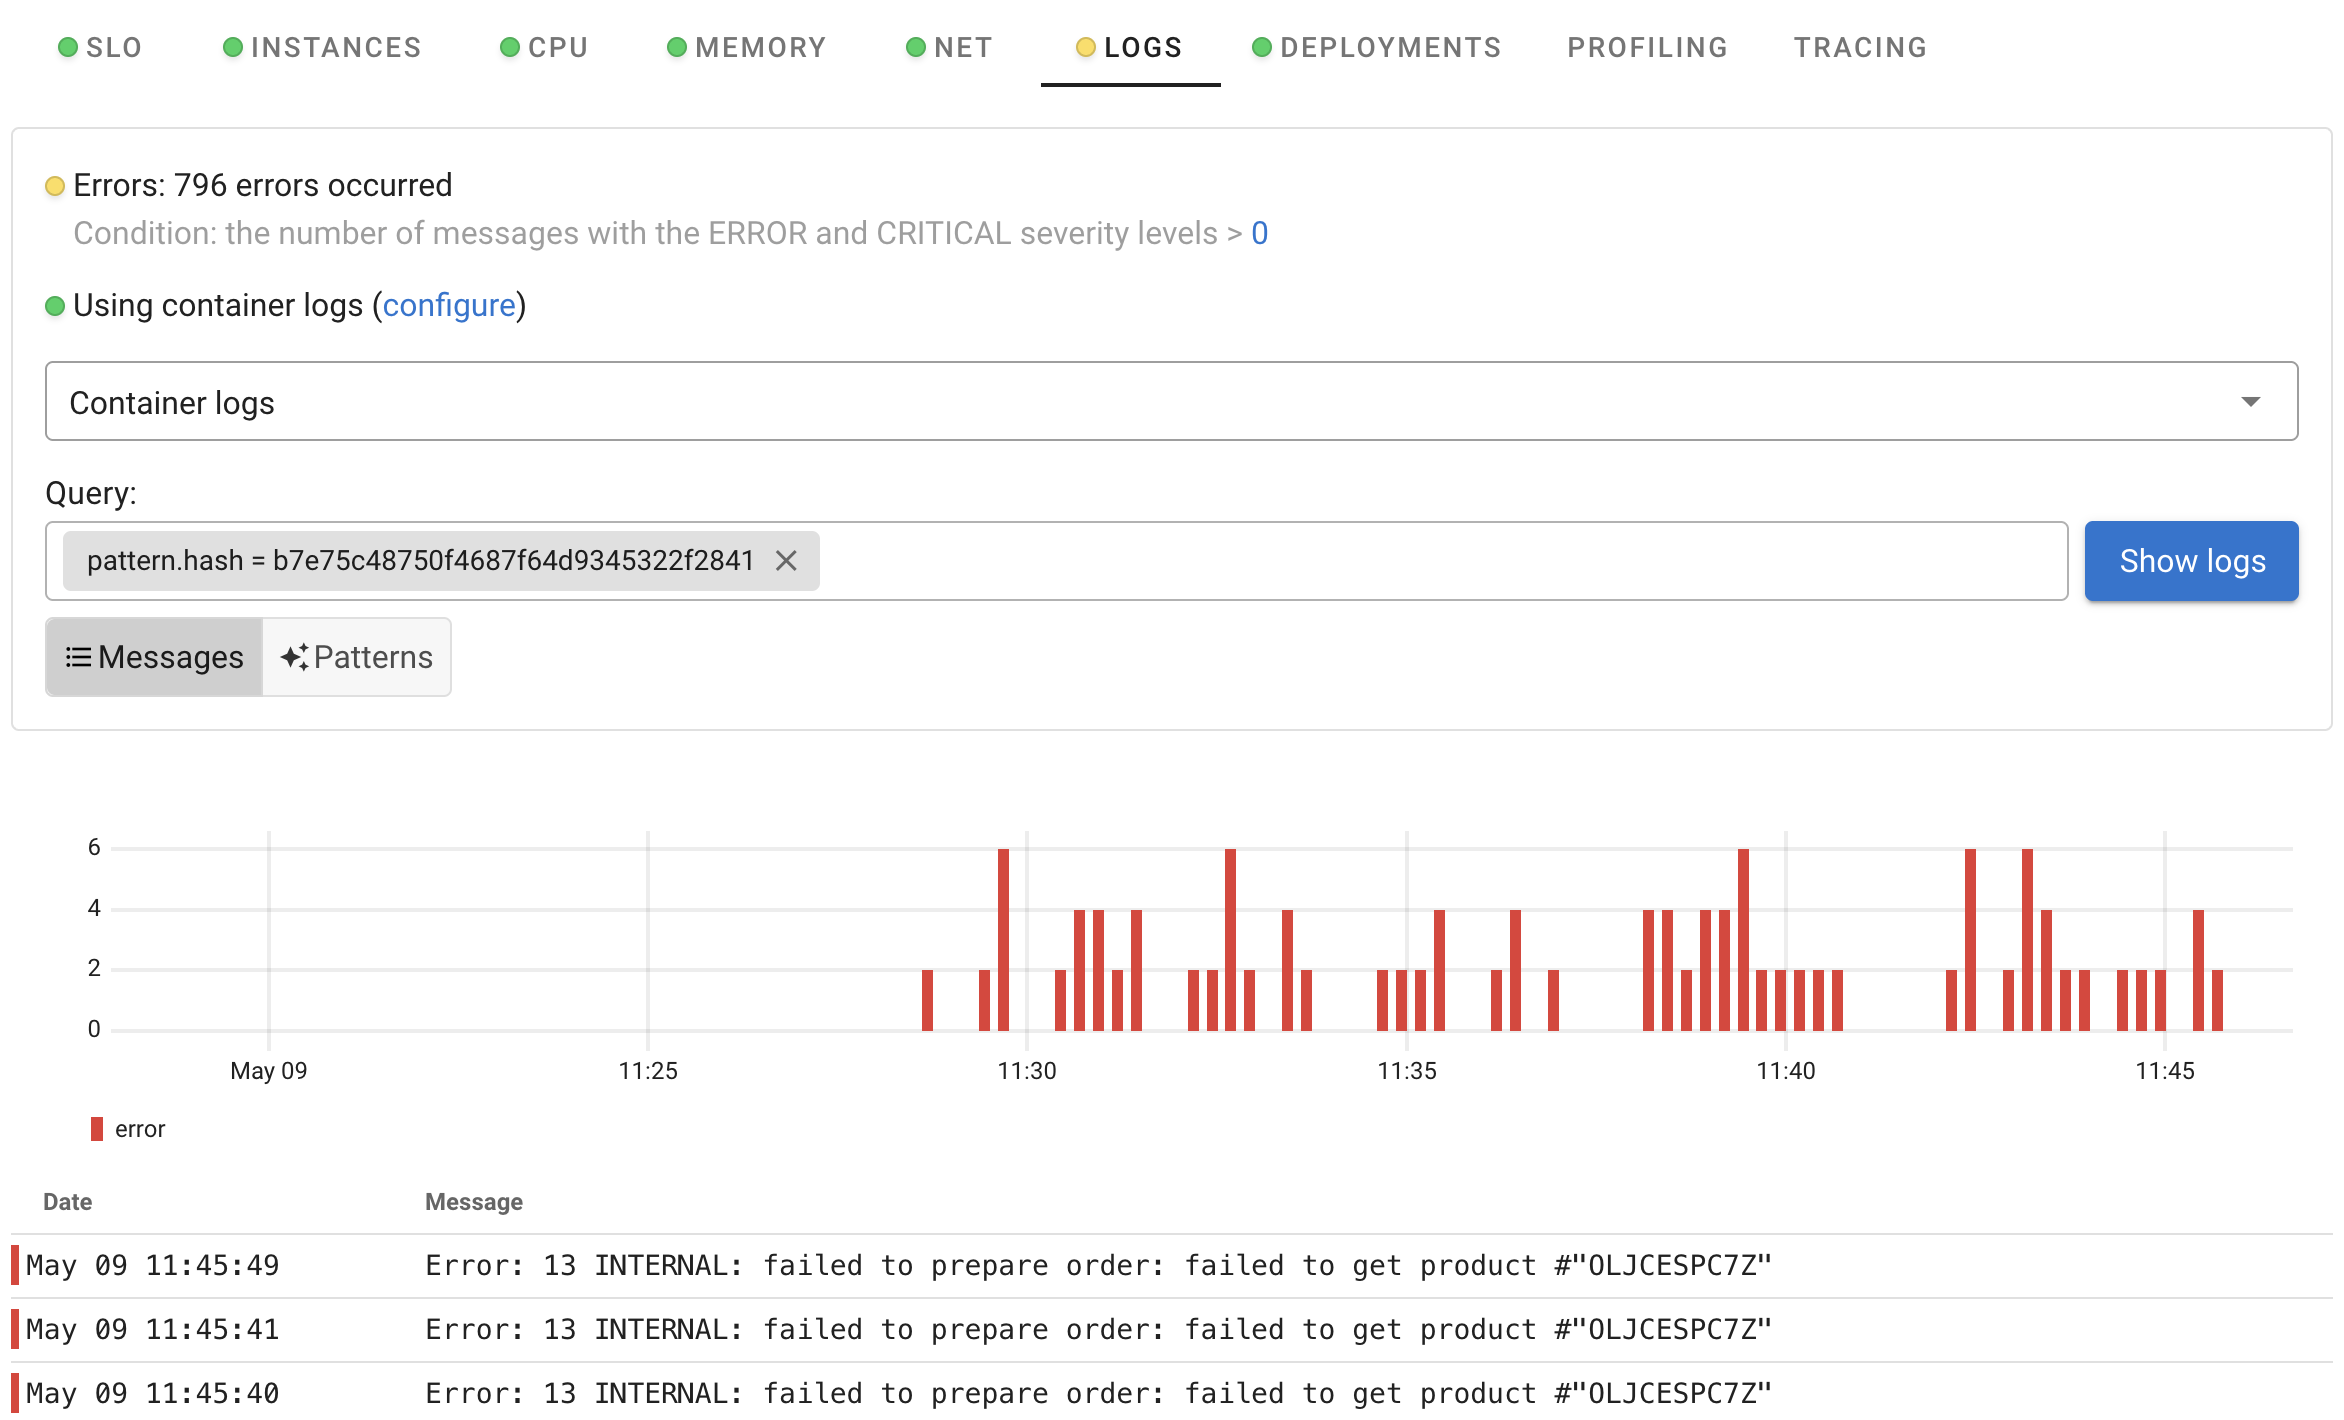 SLO INSTANCES CPU MEMORY NET LOGS DEPLOYMENTS PROFILING TRACING
Errors: 796 errors occurred
Condition: the number of messages with the ERROR and CRITICAL severity levels > 0
Using container logs (configure)
Container logs
Query:
pattern.hash = b7e75c48750f4687f64d9345322f2841
Show logs
Messages Patterns
6
4
2
0
May 09 11:25 11:30 11:35 11:40 11:45
error
Date Message
May 09 11:45:49 Error: 13 INTERNAL: failed to prepare order: failed to get product #"OLJCESPC7Z"
May 09 11:45:41 Error: 13 INTERNAL: failed to prepare order: failed to get product #"OLJCESPC7Z"
May 09 11:45:40 Error: 13 INTERNAL: failed to prepare order: failed to get product #"OLJCESPC7Z"